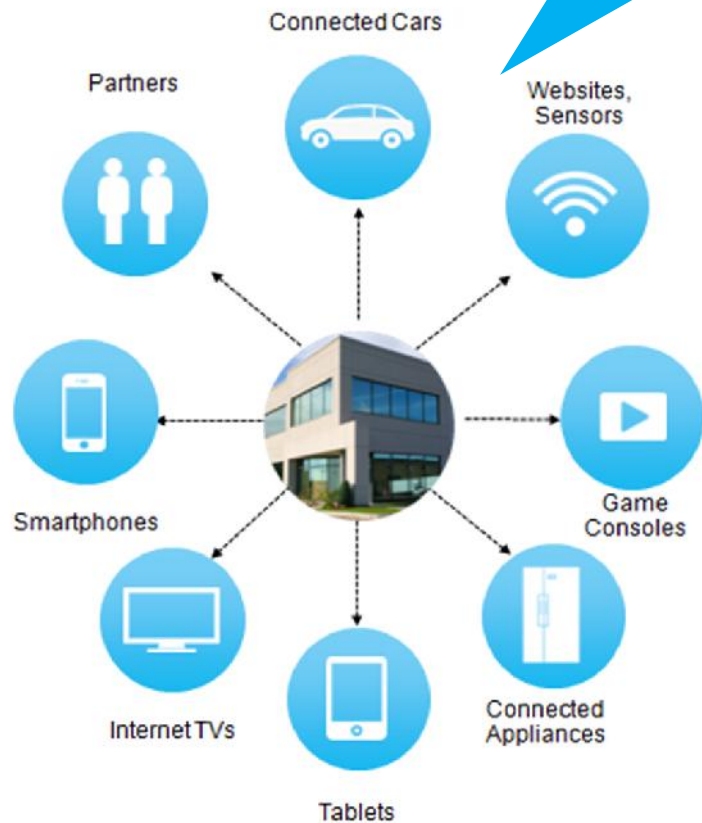 Connected Cars
Partners
Websites,
Sensors
Smartphones
Game
Consoles
Internet TVs
Connected
Appliances
Tablets